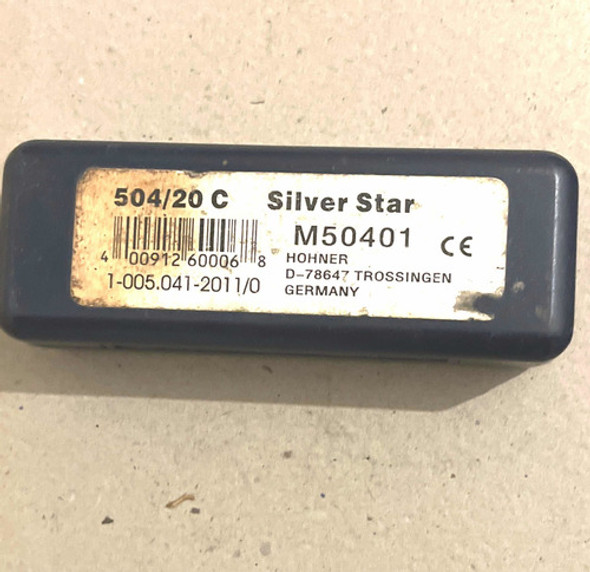 504/20 C Silver Star
M50401 CE
4 00912 60006 8
HOHNER
D-78647 TROSSINGEN
1-005.041-2011/0
GERMANY